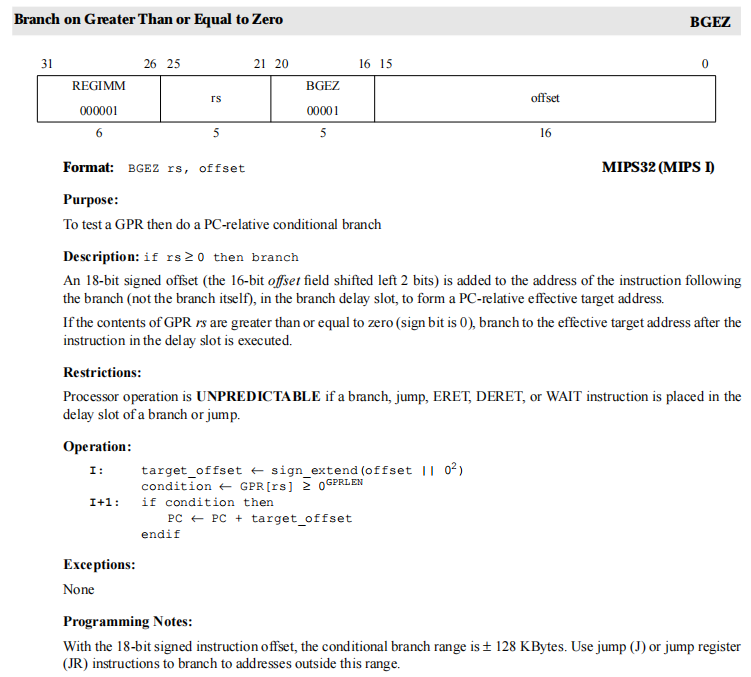 Branch on Greater Than or Equal to Zero BGEZ
31 26 25 21 20 16 15 0
REGIMM BGEZ
rs offset
000001 00001
6 5 5 16
Format: BGEZ rs, offset MIPS32 (MIPS I)
Purpose:
To test a GPR then do a PC-relative conditional branch
Description: if rs ≥ 0 then branch
An 18-bit signed offset (the 16-bit offset field shifted left 2 bits) is added to the address of the instruction following
the branch (not the branch itself), in the branch delay slot, to form a PC-relative effective target address.
If the contents of GPR rs are greater than or equal to zero (sign bit is 0), branch to the effective target address after the
instruction in the delay slot is executed.
Restrictions:
Processor operation is UNPREDICTABLE if a branch, jump, ERET, DERET, or WAIT instruction is placed in the
delay slot of a branch or jump.
Operation:
I: target_offset ← sign_extend(offset || 0²)
condition ← GPR[rs] ≥ 0^GPRLEN
I+1: if condition then
PC ← PC + target_offset
endif
Exceptions:
None
Programming Notes:
With the 18-bit signed instruction offset, the conditional branch range is ± 128 KBytes. Use jump (J) or jump register
(JR) instructions to branch to addresses outside this range.